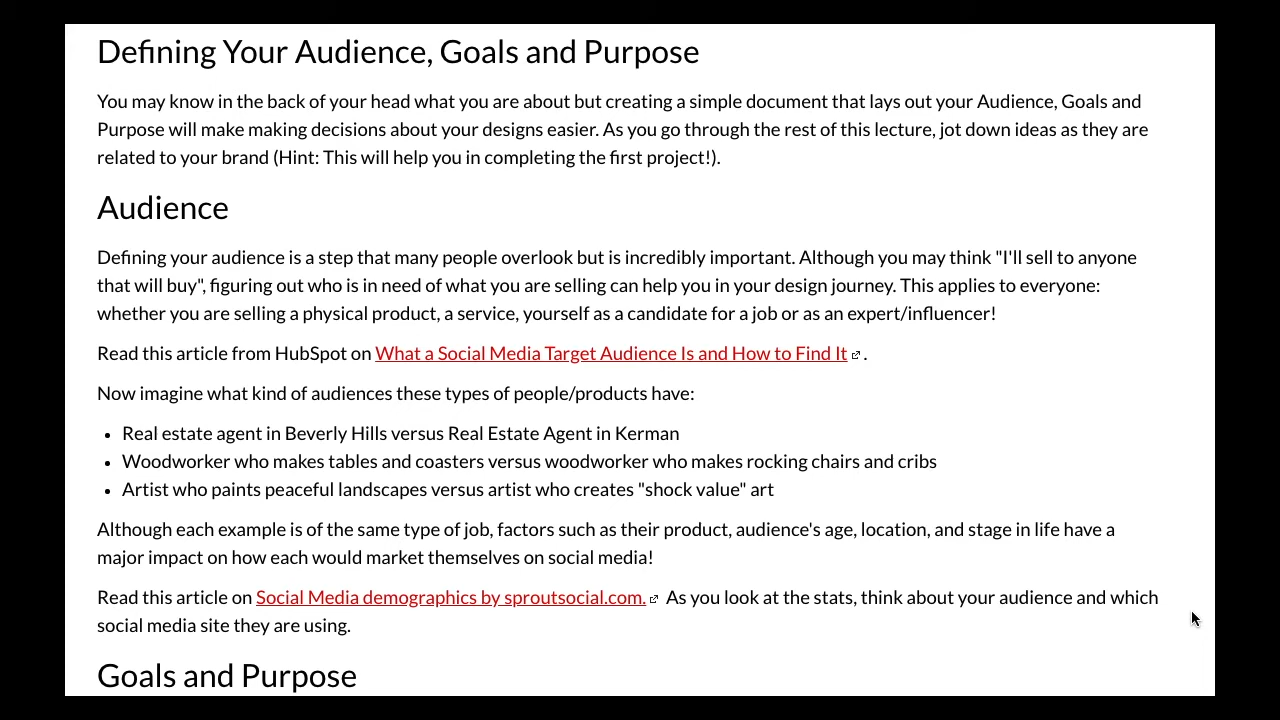 Defining Your Audience, Goals and Purpose
You may know in the back of your head what you are about but creating a simple document that lays out your Audience, Goals and
Purpose will make making decisions about your designs easier. As you go through the rest of this lecture, jot down ideas as they are
related to your brand (Hint: This will help you in completing the first project!).
Audience
Defining your audience is a step that many people overlook but is incredibly important. Although you may think "I'll sell to anyone
that will buy", figuring out who is in need of what you are selling can help you in your design journey. This applies to everyone:
whether you are selling a physical product, a service, yourself as a candidate for a job or as an expert/influencer!
Read this article from HubSpot on What a Social Media Target Audience Is and How to Find It .
Now imagine what kind of audiences these types of people/products have:
• Real estate agent in Beverly Hills versus Real Estate Agent in Kerman
• Woodworker who makes tables and coasters versus woodworker who makes rocking chairs and cribs
• Artist who paints peaceful landscapes versus artist who creates "shock value" art
Although each example is of the same type of job, factors such as their product, audience's age, location, and stage in life have a
major impact on how each would market themselves on social media!
Read this article on Social Media demographics by sproutsocial.com. As you look at the stats, think about your audience and which
social media site they are using.
Goals and Purpose